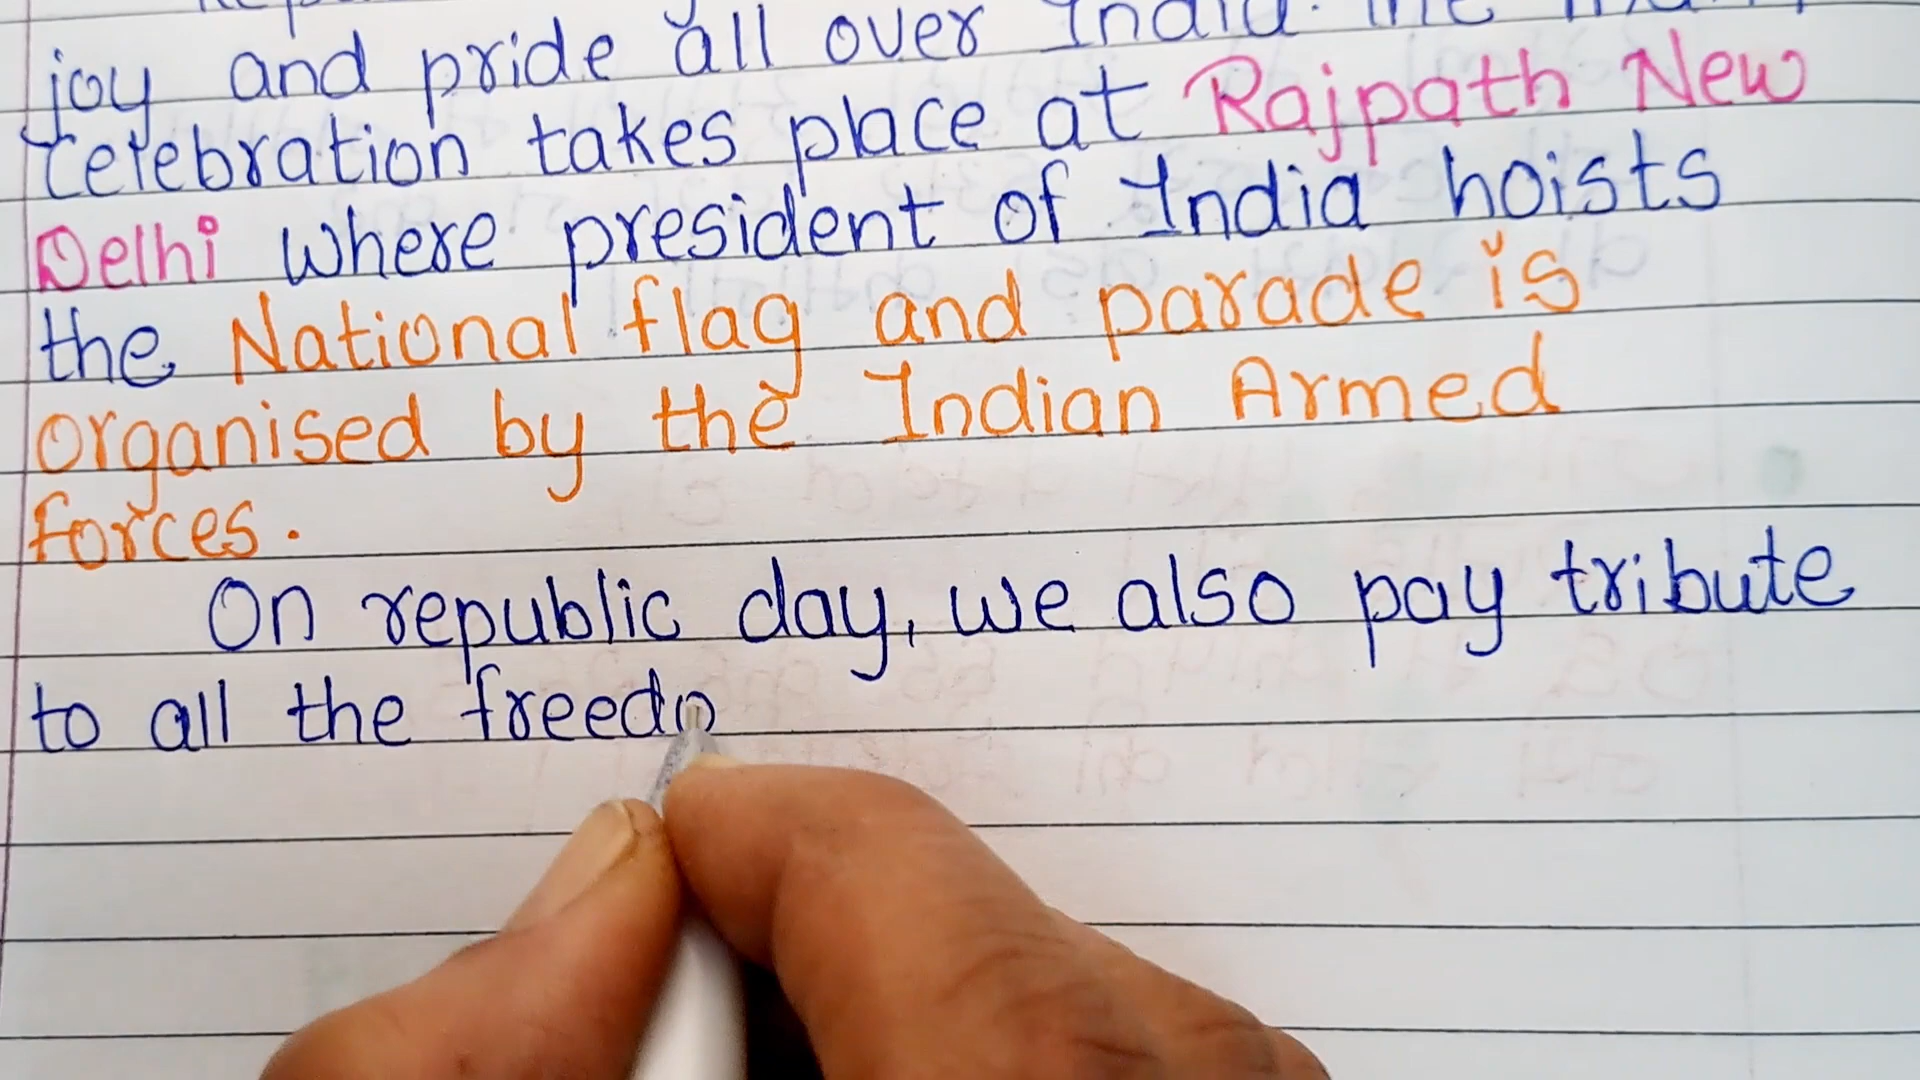 joy and pride all over India. The
Celebration takes place at Rajpath New
Delhi where president of India hoists
the National flag and parade is
organised by the Indian Armed
forces.
On republic day, we also pay tribute
to all the freedo